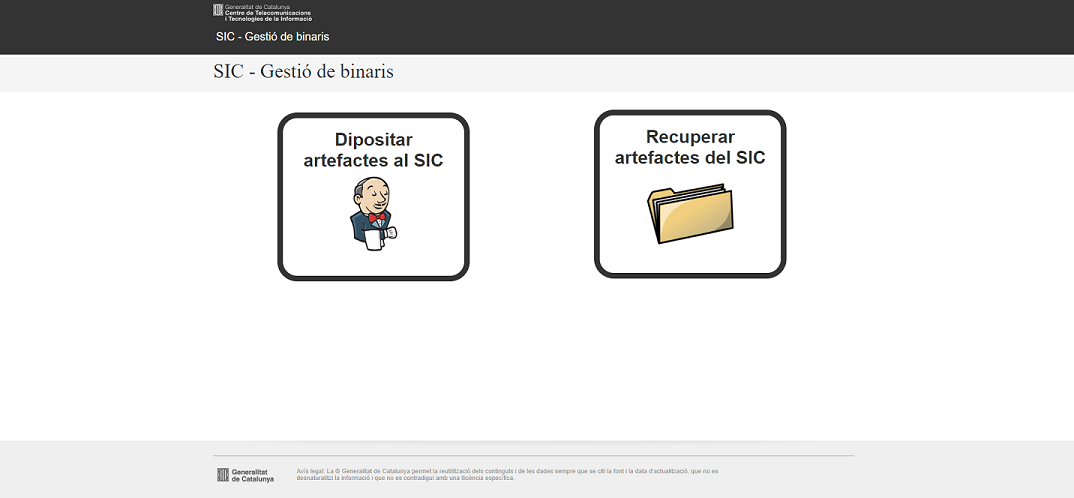 Generalitat de Catalunya
Centre de Telecomunicacions
i Tecnologies de la Informació
SIC - Gestió de binaris
SIC - Gestió de binaris
Dipositar
artefactes al SIC
Recuperar
artefactes del SIC
Generalitat
de Catalunya
Avís legal: La © Generalitat de Catalunya permet la reutilització dels continguts i de les dades sempre que se citi la font i la data d'actualització, que no es
desnaturalitzi la informació i que no es contradigui amb una llicència específica.